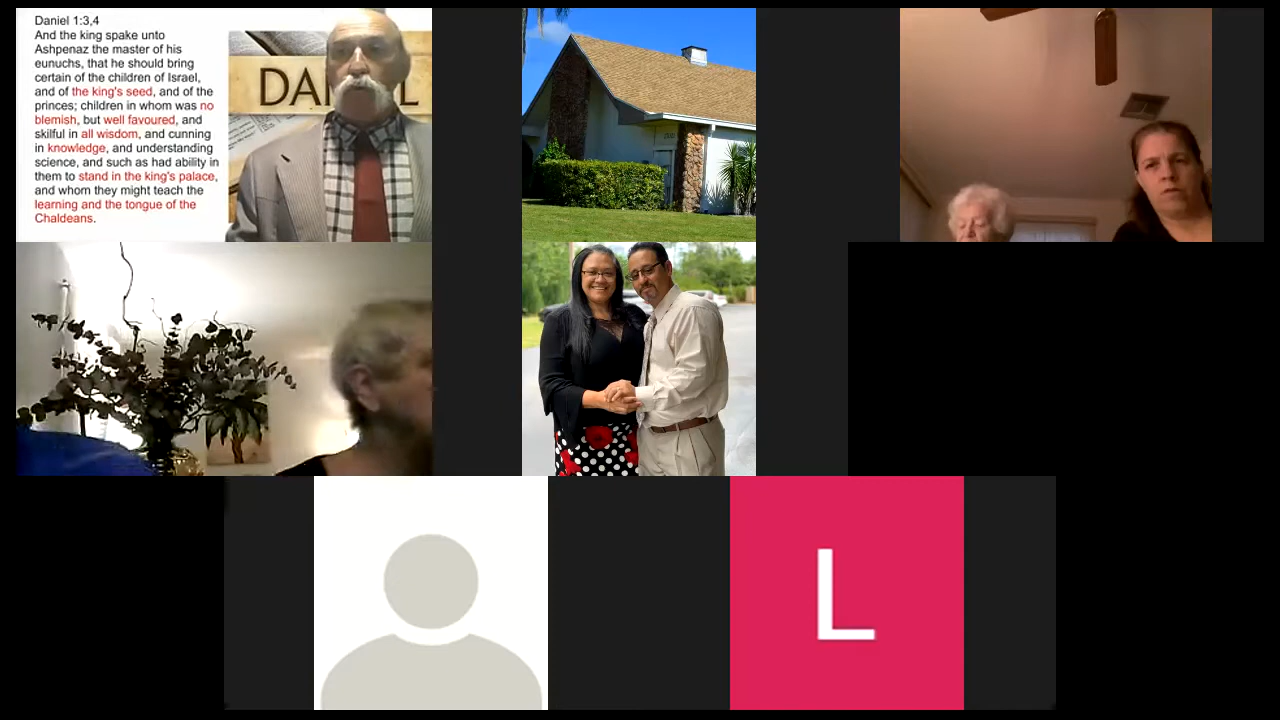 Daniel 1:3,4
And the king spake unto
Ashpenaz the master of his
eunuchs, that he should bring
certain of the children of Israel,
and of the king's seed, and of the
princes; children in whom was no
blemish, but well favoured, and
skilful in all wisdom, and cunning
in knowledge, and understanding
science, and such as had ability in
them to stand in the king's palace,
and whom they might teach the
learning and the tongue of the
Chaldeans.
DA L
L